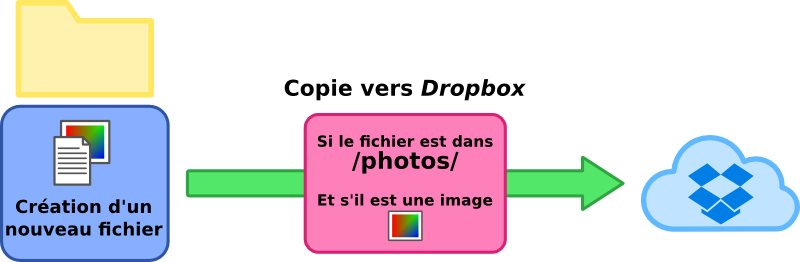 Copie vers Dropbox
Si le fichier est dans
/photos/
Et s'il est une image
Création d'un
nouveau fichier